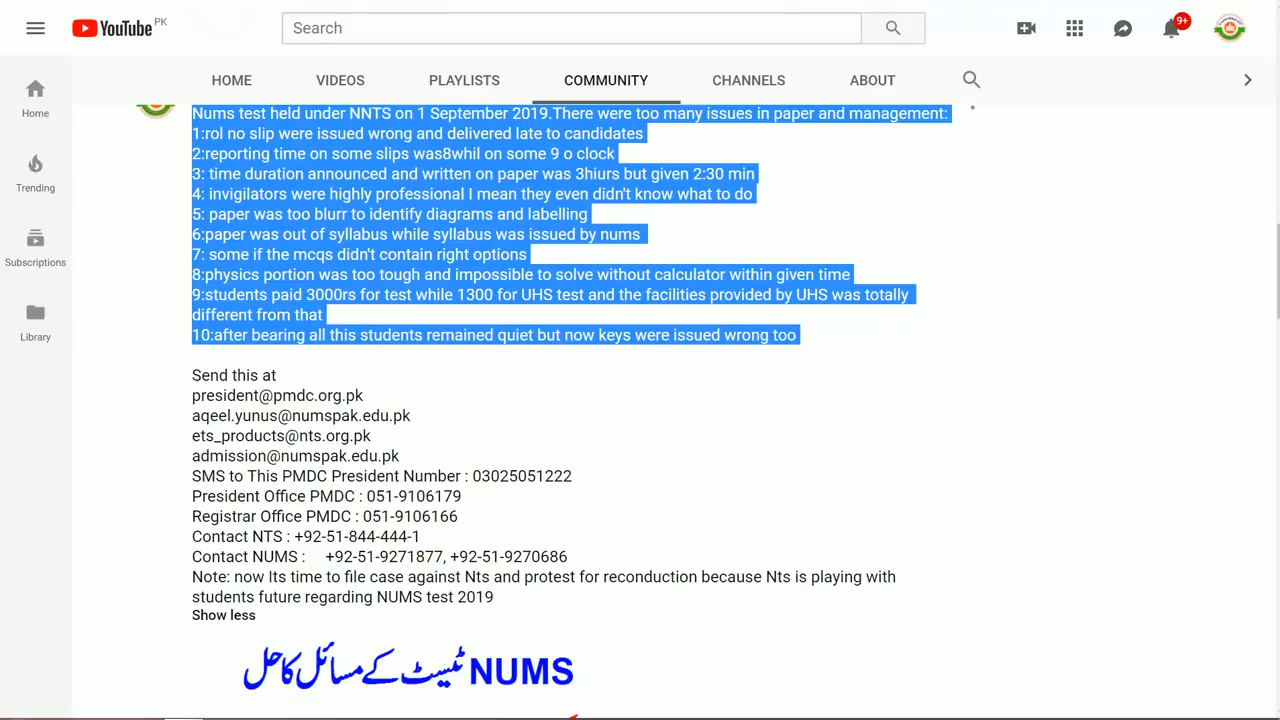 YouTube PK
Search
9+
HOME VIDEOS PLAYLISTS COMMUNITY CHANNELS ABOUT
Home
Trending
Subscriptions
Library
Nums test held under NNTS on 1 September 2019.There were too many issues in paper and management:
1:rol no slip were issued wrong and delivered late to candidates
2:reporting time on some slips was8whil on some 9 o clock
3: time duration announced and written on paper was 3hiurs but given 2:30 min
4: invigilators were highly professional I mean they even didn't know what to do
5: paper was too blurr to identify diagrams and labelling
6:paper was out of syllabus while syllabus was issued by nums
7: some if the mcqs didn't contain right options
8:physics portion was too tough and impossible to solve without calculator within given time
9:students paid 3000rs for test while 1300 for UHS test and the facilities provided by UHS was totally
different from that
10:after bearing all this students remained quiet but now keys were issued wrong too
Send this at
president@pmdc.org.pk
aqeel.yunus@numspak.edu.pk
ets_products@nts.org.pk
admission@numspak.edu.pk
SMS to This PMDC President Number : 03025051222
President Office PMDC : 051-9106179
Registrar Office PMDC : 051-9106166
Contact NTS : +92-51-844-444-1
Contact NUMS : +92-51-9271877, +92-51-9270686
Note: now Its time to file case against Nts and protest for reconduction because Nts is playing with
students future regarding NUMS test 2019
Show less
NUMS ٹیسٹ کے مسائل کا حل